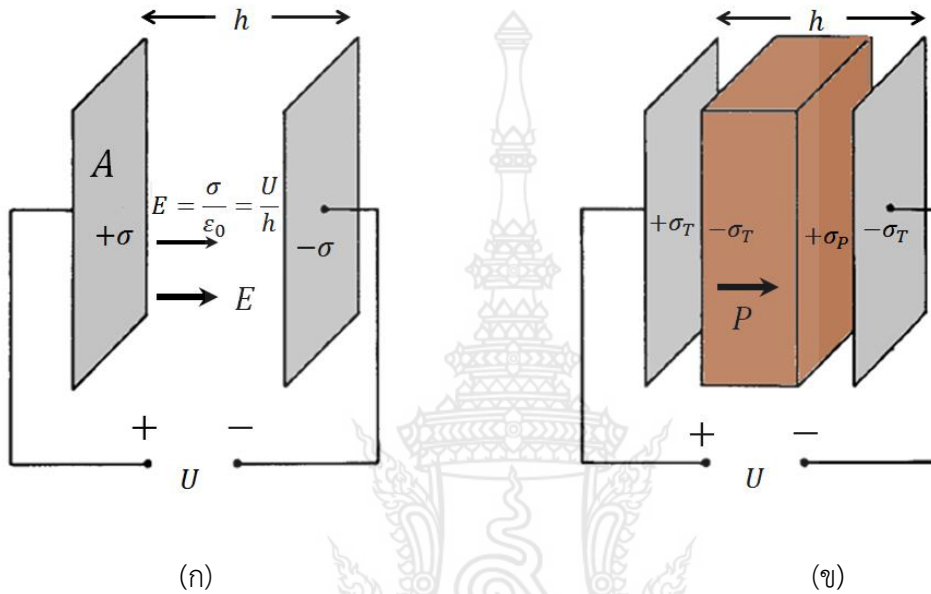 h
A
E = σ/ε₀ = U/h
+σ
−σ
E
+ −
U
(ก)
h
+σ_T
−σ_T
+σ_P
−σ_T
P
+ −
U
(ข)